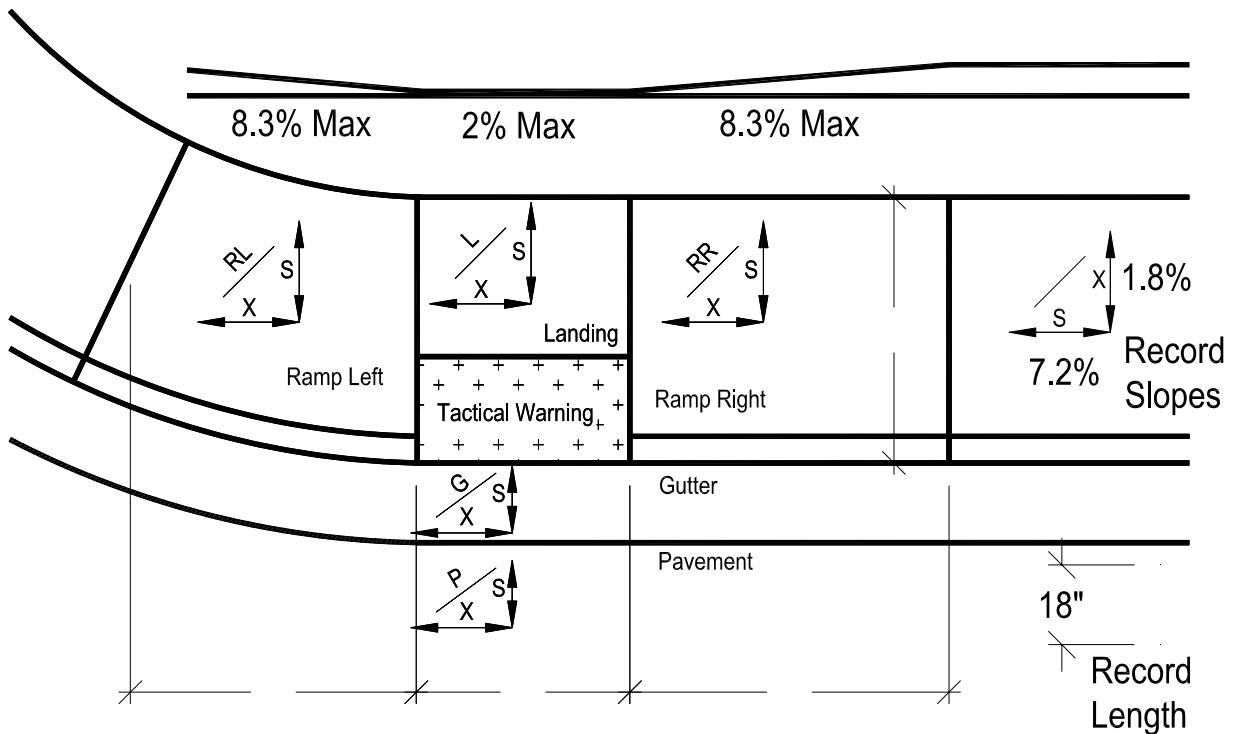 8.3% Max
2% Max
8.3% Max
RL
S
X
L
S
X
RR
S
X
X
1.8%
S
7.2%
Record
Slopes
Landing
Ramp Left
Tactical Warning
Ramp Right
G
S
X
Gutter
P
S
X
Pavement
18"
Record
Length